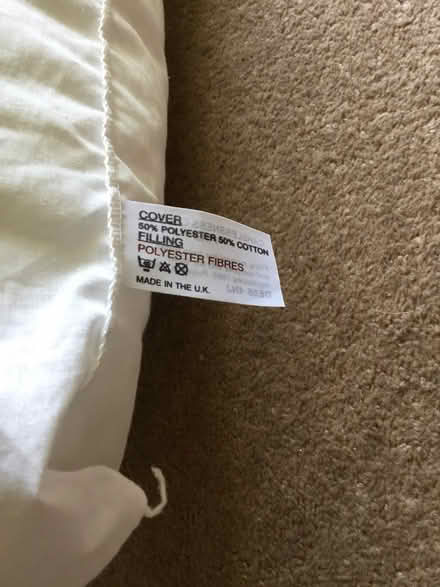 COVER
50% POLYESTER 50% COTTON
FILLING
POLYESTER FIBRES
MADE IN THE U.K.